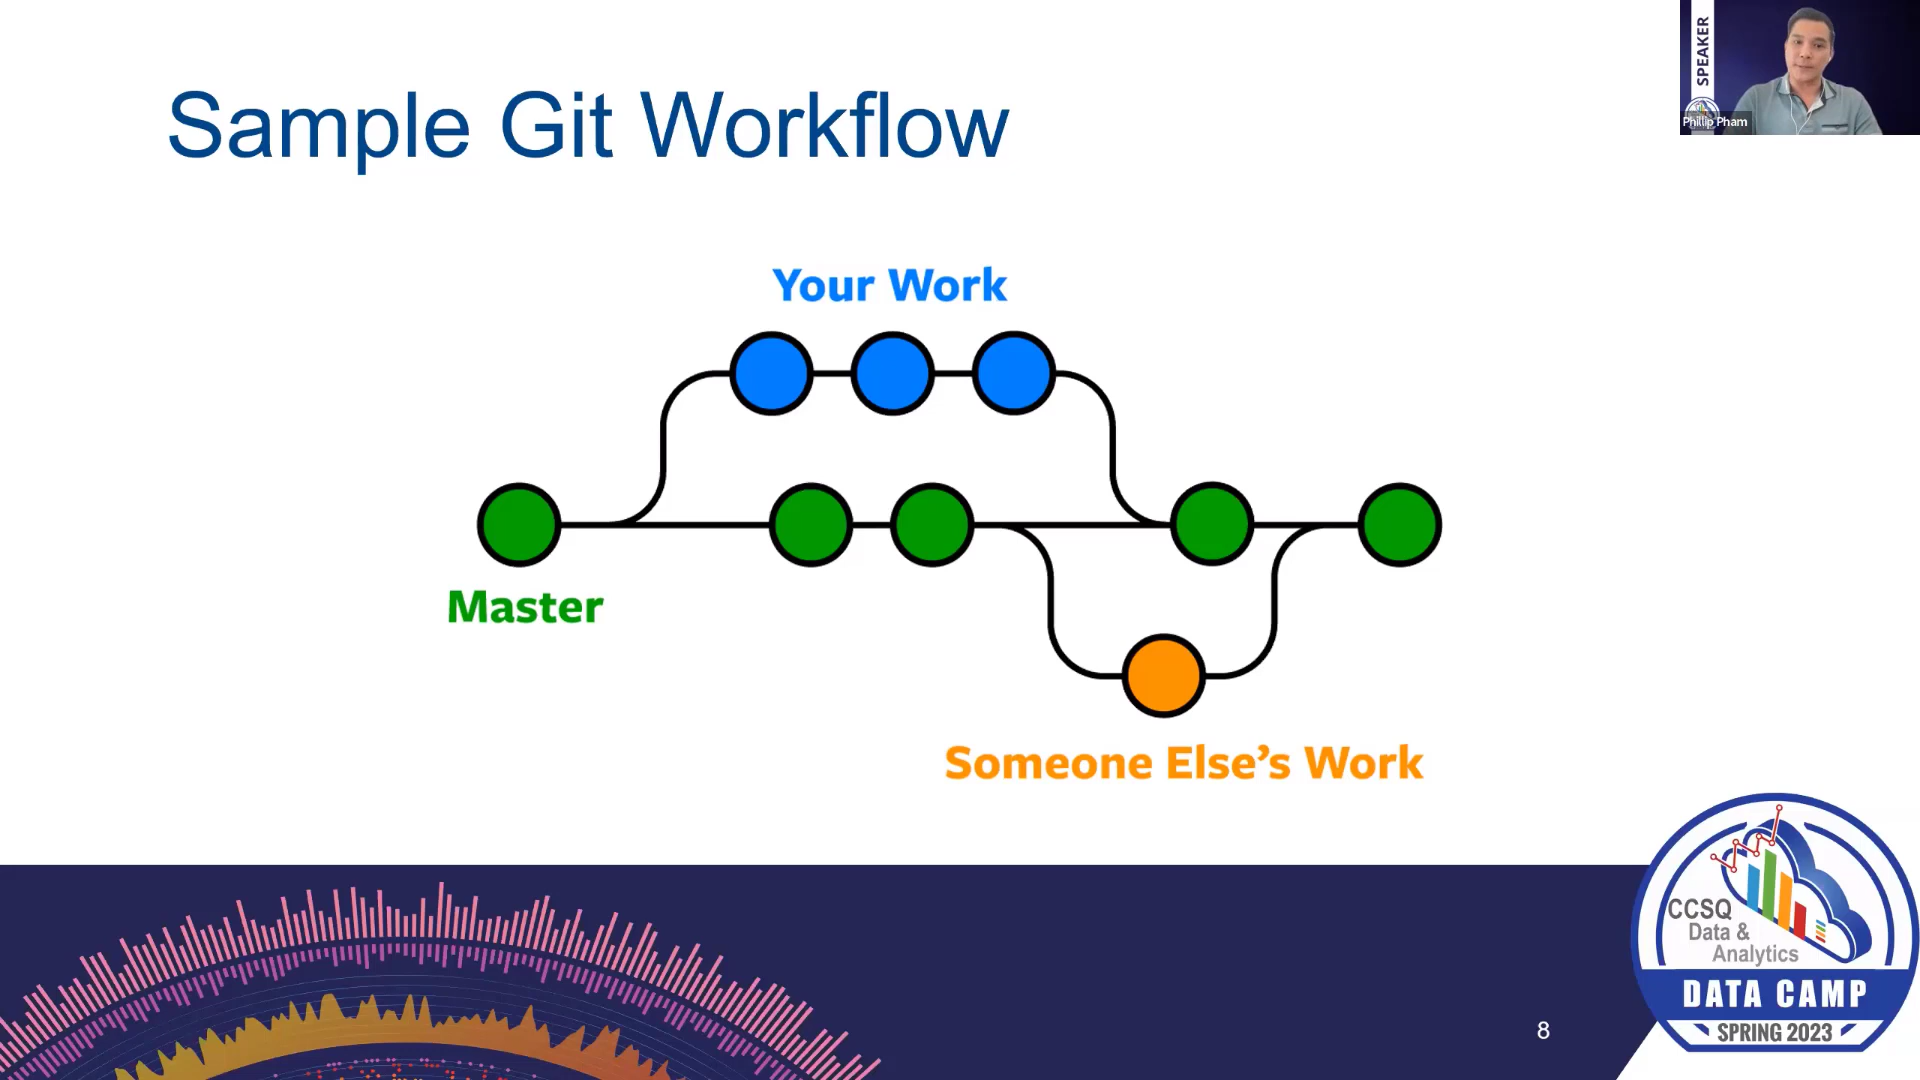 Sample Git Workflow
SPEAKER
Phillip Pham
Your Work
Master
Someone Else’s Work
CCSQ
Data &
Analytics
DATA CAMP
SPRING 2023
8